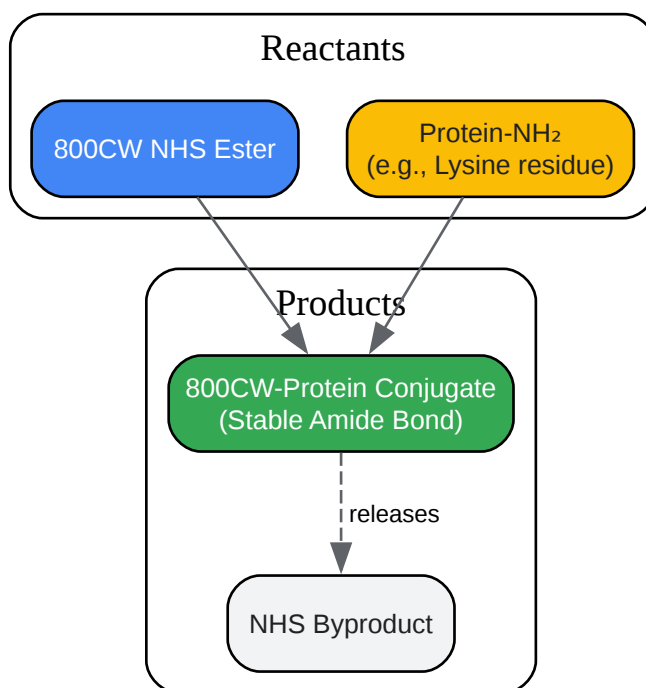 Reactants
800CW NHS Ester
Protein-NH₂
(e.g., Lysine residue)
Products
800CW-Protein Conjugate
(Stable Amide Bond)
releases
NHS Byproduct